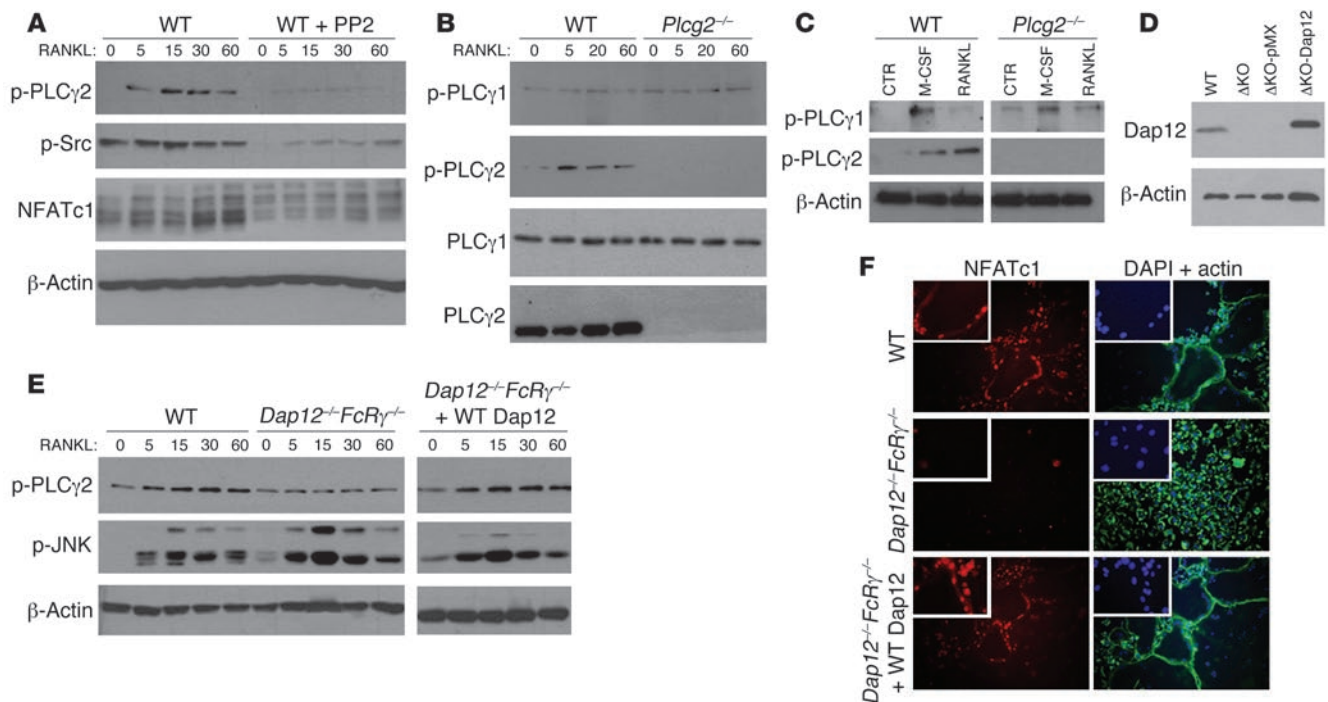 A
WT
WT + PP2
RANKL: 0 5 15 30 60 0 5 15 30 60
p-PLCγ2
p-Src
NFATc1
β-Actin
B
WT
Plcg2–/–
RANKL: 0 5 20 60 0 5 20 60
p-PLCγ1
p-PLCγ2
PLCγ1
PLCγ2
C
WT
Plcg2–/–
CTR
M-CSF
RANKL
CTR
M-CSF
RANKL
p-PLCγ1
p-PLCγ2
β-Actin
D
WT
ΔKO
ΔKO-pMX
ΔKO-Dap12
Dap12
β-Actin
E
WT
Dap12–/–FcRγ–/–
Dap12–/–FcRγ–/–
+ WT Dap12
RANKL: 0 5 15 30 60 0 5 15 30 60 0 5 15 30 60
p-PLCγ2
p-JNK
β-Actin
F
NFATc1
DAPI + actin
WT
Dap12–/–FcRγ–/–
Dap12–/–FcRγ–/–
+ WT Dap12